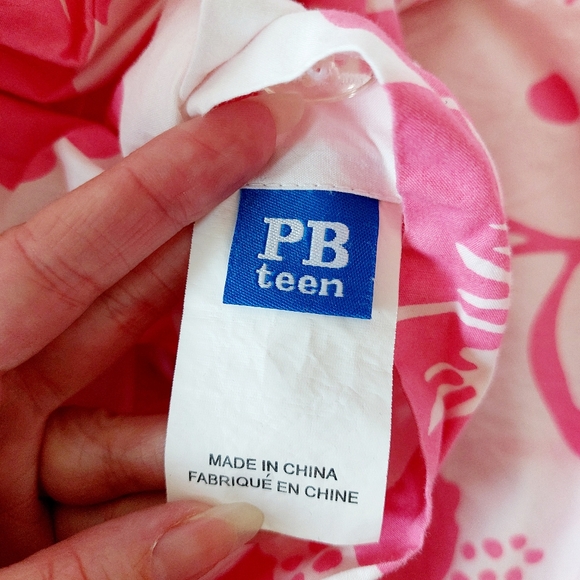 PB
teen
MADE IN CHINA
FABRIQUÉ EN CHINE